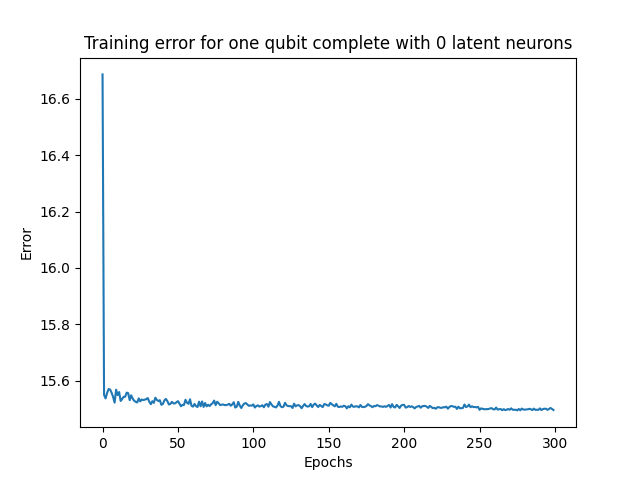 Training error for one qubit complete with 0 latent neurons
16.6
16.4
16.2
16.0
15.8
15.6
Error
0 50 100 150 200 250 300
Epochs